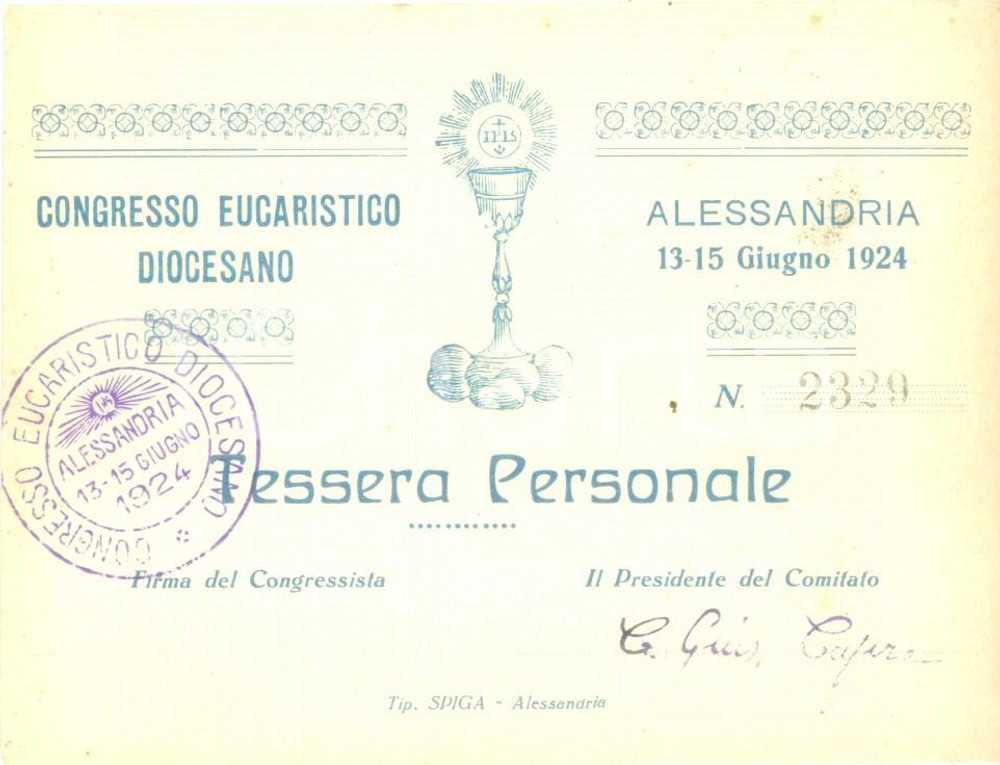 IHS
CONGRESSO EUCARISTICO
DIOCESANO
ALESSANDRIA
13-15 Giugno 1924
N. 2329
CONGRESSO EUCARISTICO DIOCESANO
IHS
ALESSANDRIA
13-15 GIUGNO
1924
Tessera Personale
Firma del Congressista
Il Presidente del Comitato
Tip. SPIGA - Alessandria